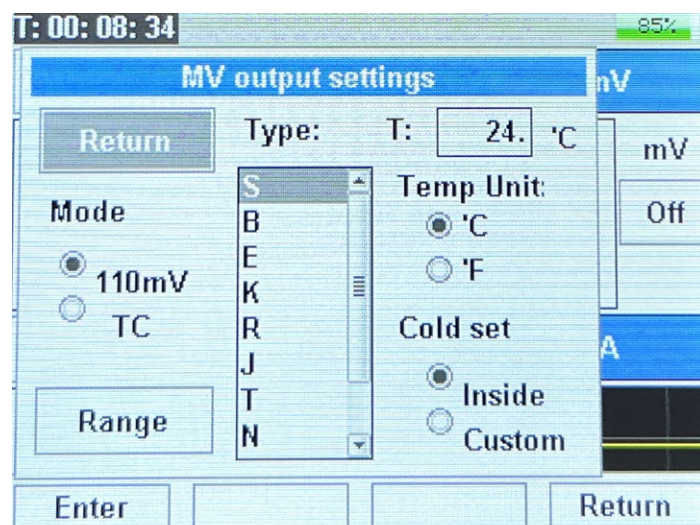 T: 00: 08: 34
85%
MV output settings
nV
Return
Type:
T:
24.
'C
mV
Off
Mode
110mV
TC
Range
S
B
E
K
R
J
T
N
Temp Unit:
'C
'F
Cold set
Inside
Custom
A
Enter
Return